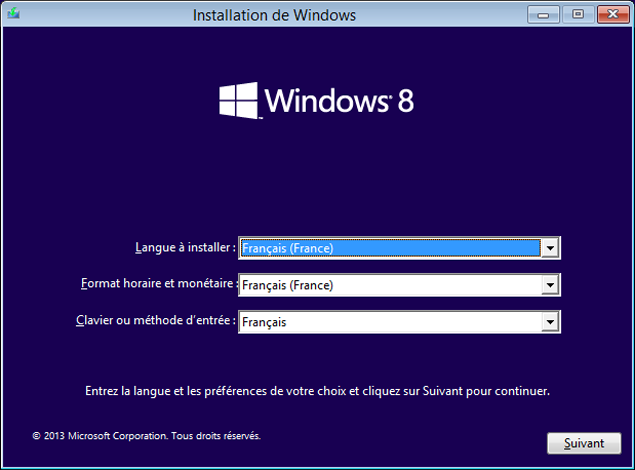 Installation de Windows
Windows 8
Langue à installer : Français (France)
Format horaire et monétaire : Français (France)
Clavier ou méthode d'entrée : Français
Entrez la langue et les préférences de votre choix et cliquez sur Suivant pour continuer.
© 2013 Microsoft Corporation. Tous droits réservés.
Suivant